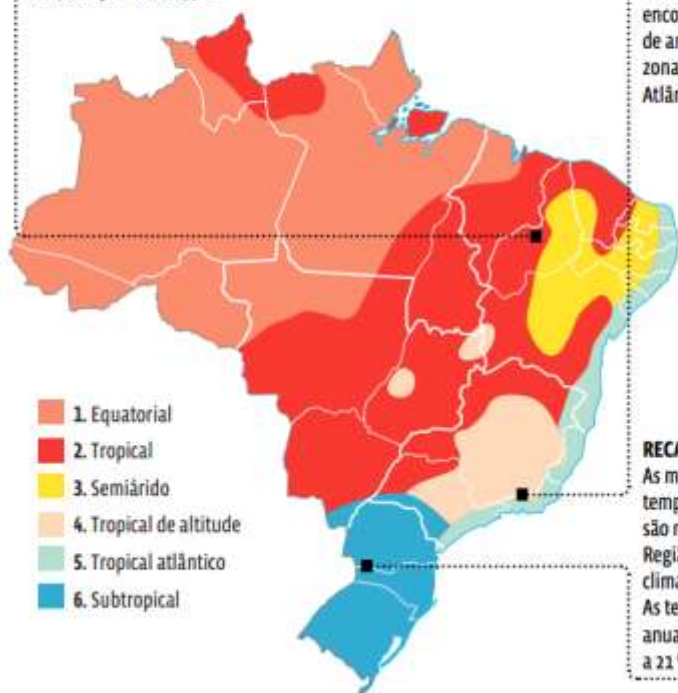 enco
de ar
zona
Atlân
1. Equatorial
2. Tropical
3. Semiárido
4. Tropical de altitude
5. Tropical atlântico
6. Subtropical
RECA
As m
temp
são n
Regiã
clima
As te
anua
a 21